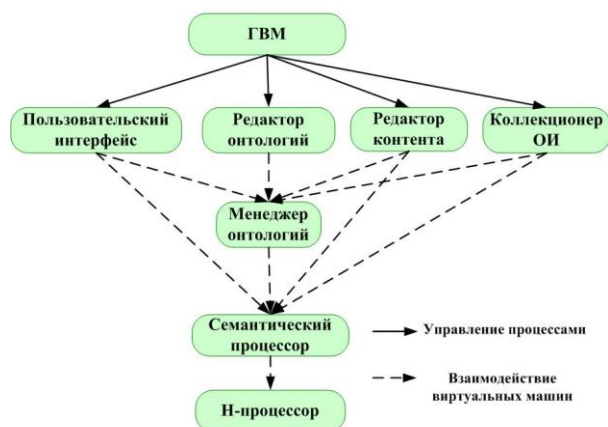 ГВМ
Пользовательский
интерфейс
Редактор
онтологий
Редактор
контента
Коллекционер
ОИ
Менеджер
онтологий
Семантический
процессор
Н-процессор
Управление процессами
Взаимодействие
виртуальных машин